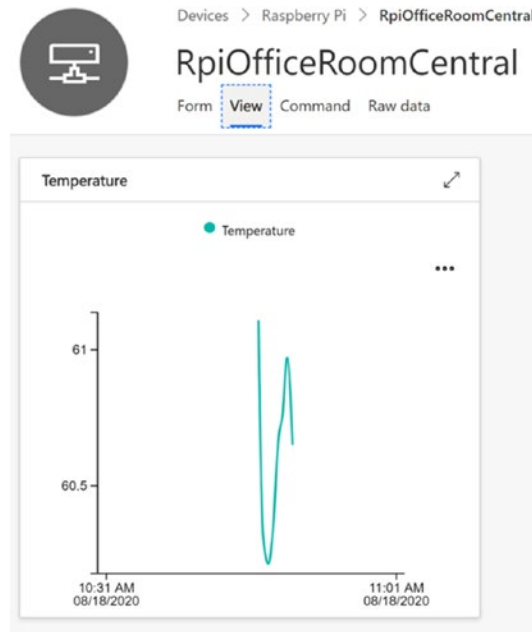 Devices > Raspberry Pi > RpiOfficeRoomCentral
RpiOfficeRoomCentral
Form View Command Raw data
Temperature
Temperature
61
60.5
10:31 AM 11:01 AM
08/18/2020 08/18/2020